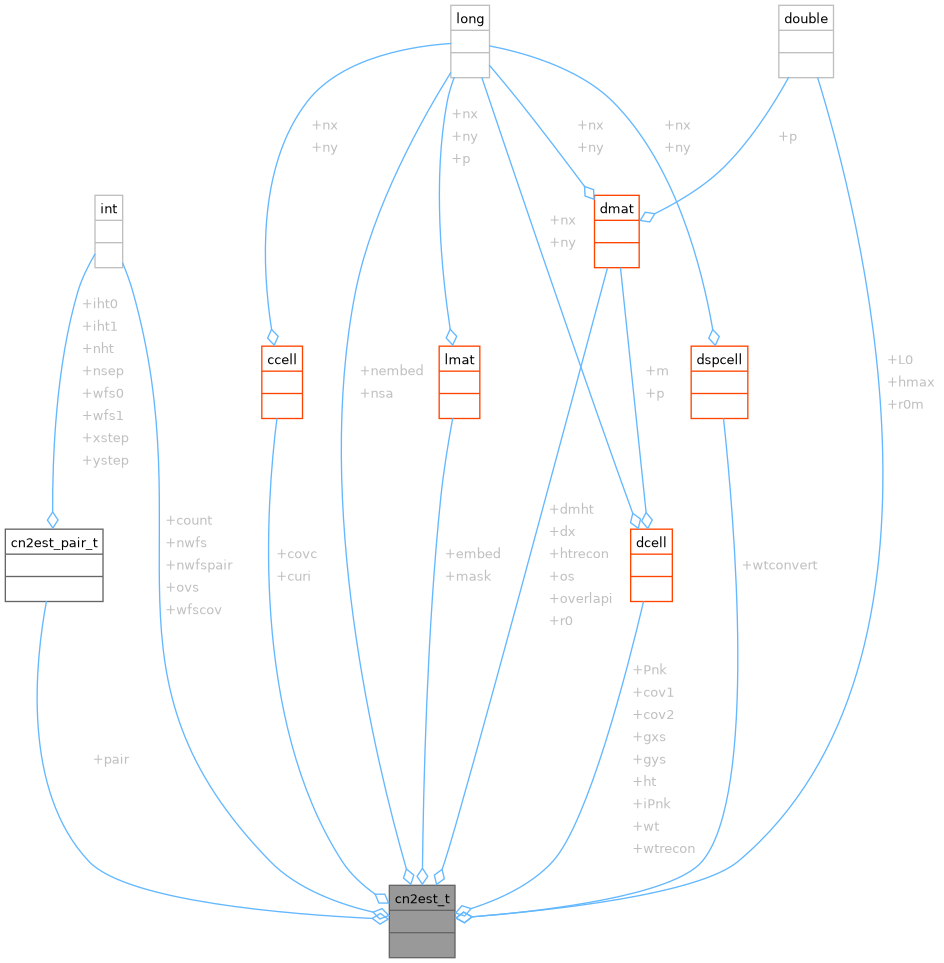 long
double
+nx
+ny
+p
+nx
+ny
+nx
+ny
+nx
+ny
+p
int
dmat
+nx
+ny
+iht0
+iht1
+nht
+nsep
+wfs0
+wfs1
+xstep
+ystep
ccell
lmat
dspcell
+nembed
+nsa
+m
+p
+L0
+hmax
+r0m
cn2est_pair_t
+count
+nwfs
+nwfspair
+ovs
+wfscov
+covc
+curi
+embed
+mask
+dmht
+dx
+htrecon
+os
+overlapi
+r0
dcell
+wtconvert
+pair
+Pnk
+cov1
+cov2
+gxs
+gys
+ht
+iPnk
+wt
+wtrecon
cn2est_t